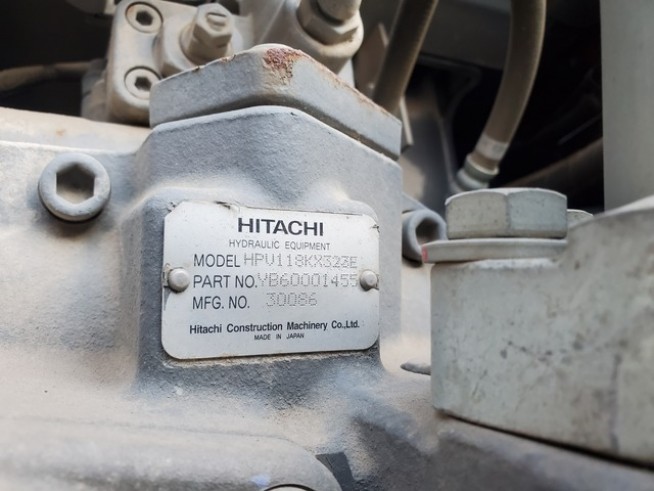 HITACHI
HYDRAULIC EQUIPMENT
MODEL HPV118KX323E
PART NO. YB60001455
MFG. NO. 30086
Hitachi Construction Machinery Co.,Ltd.
MADE IN JAPAN